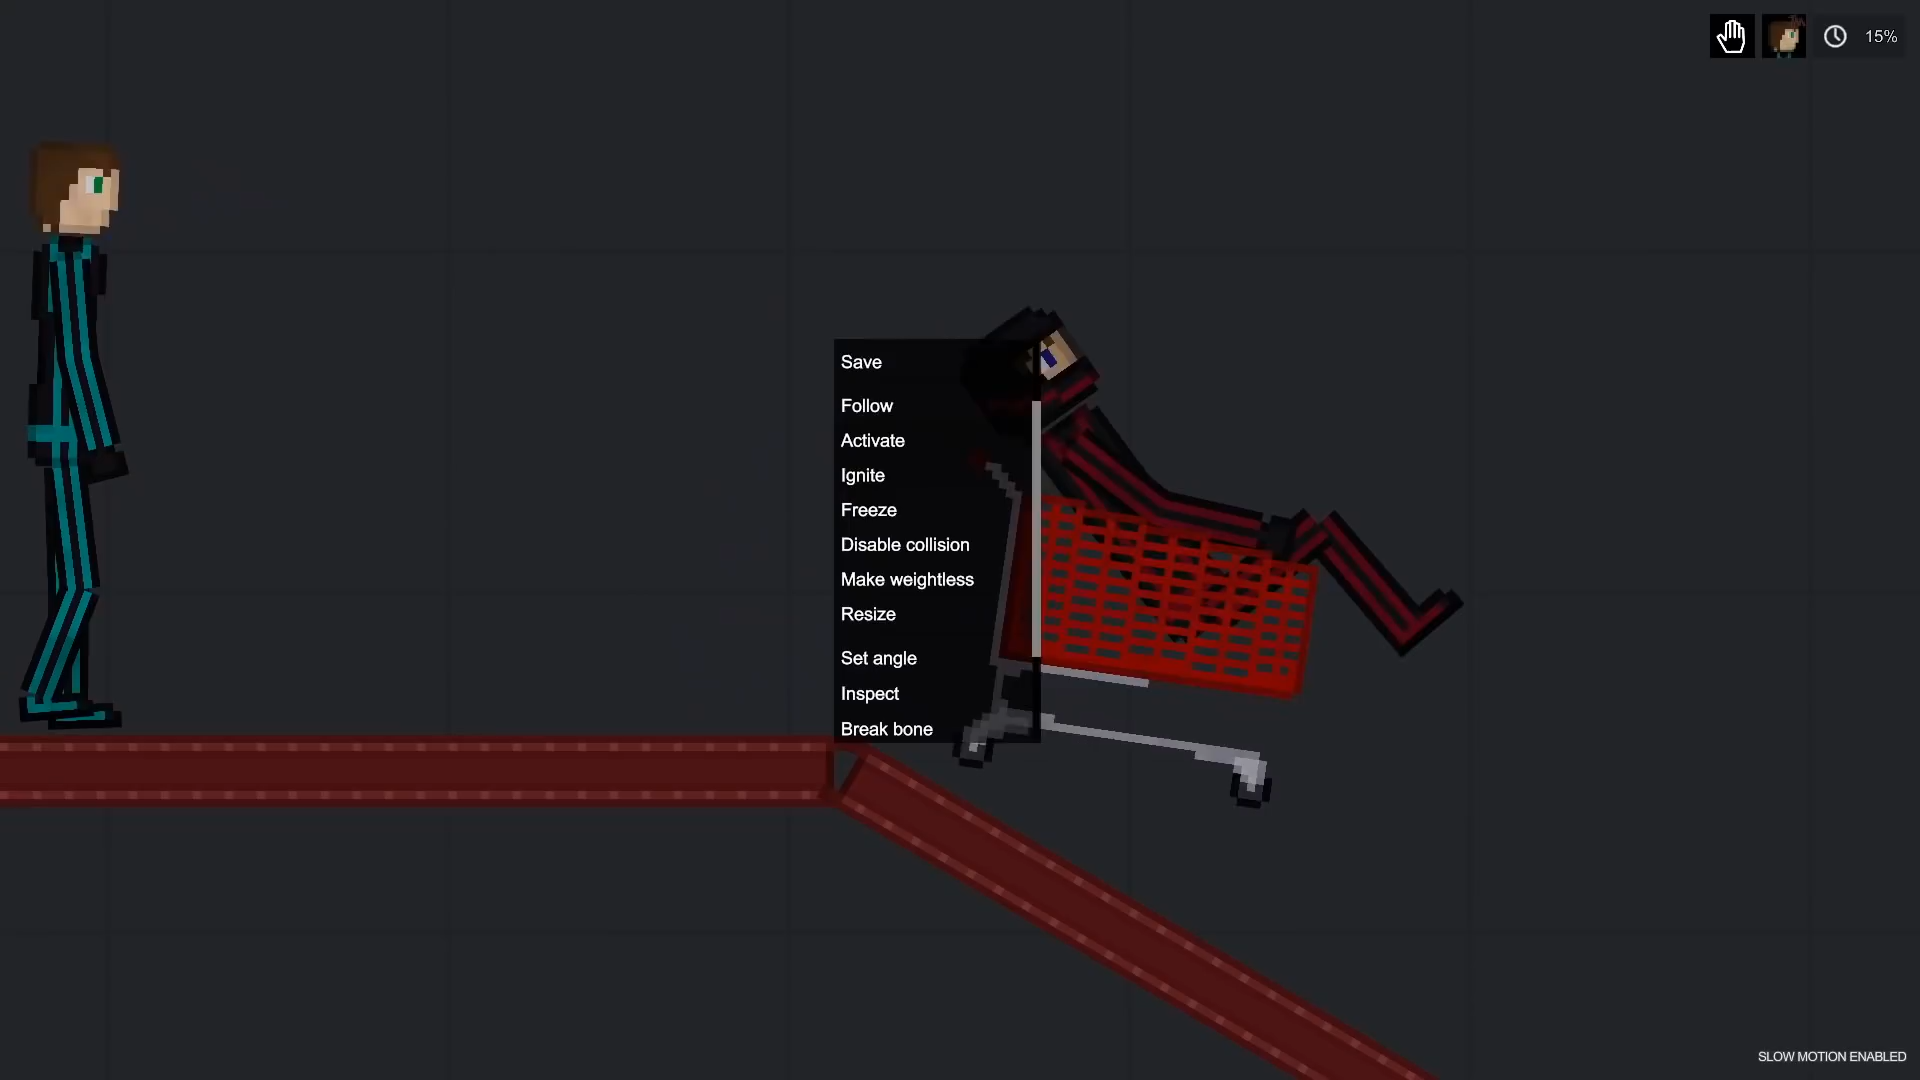 15%
Save
Follow
Activate
Ignite
Freeze
Disable collision
Make weightless
Resize
Set angle
Inspect
Break bone
SLOW MOTION ENABLED